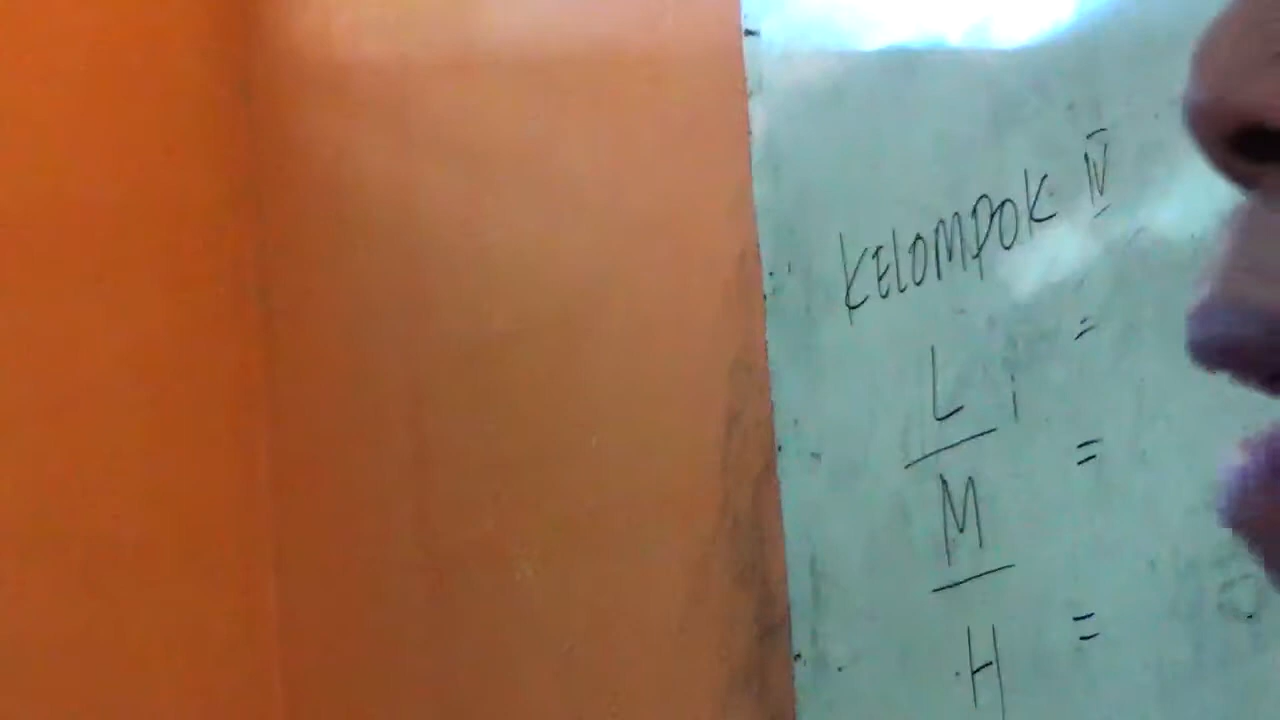 KELOMPOK IV
L =
M =
H =